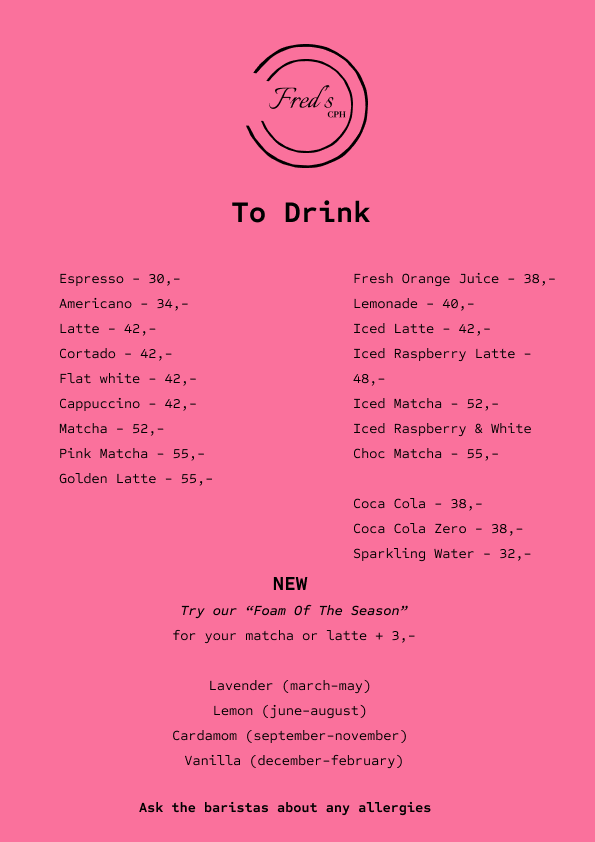 Fred's
CPH
To Drink
Espresso - 30,-
Americano - 34,-
Latte - 42,-
Cortado - 42,-
Flat white - 42,-
Cappuccino - 42,-
Matcha - 52,-
Pink Matcha - 55,-
Golden Latte - 55,-
Fresh Orange Juice - 38,-
Lemonade - 40,-
Iced Latte - 42,-
Iced Raspberry Latte -
48,-
Iced Matcha - 52,-
Iced Raspberry & White
Choc Matcha - 55,-
Coca Cola - 38,-
Coca Cola Zero - 38,-
Sparkling Water - 32,-
NEW
Try our “Foam Of The Season”
for your matcha or latte + 3,-
Lavender (march-may)
Lemon (june-august)
Cardamom (september-november)
Vanilla (december-february)
Ask the baristas about any allergies